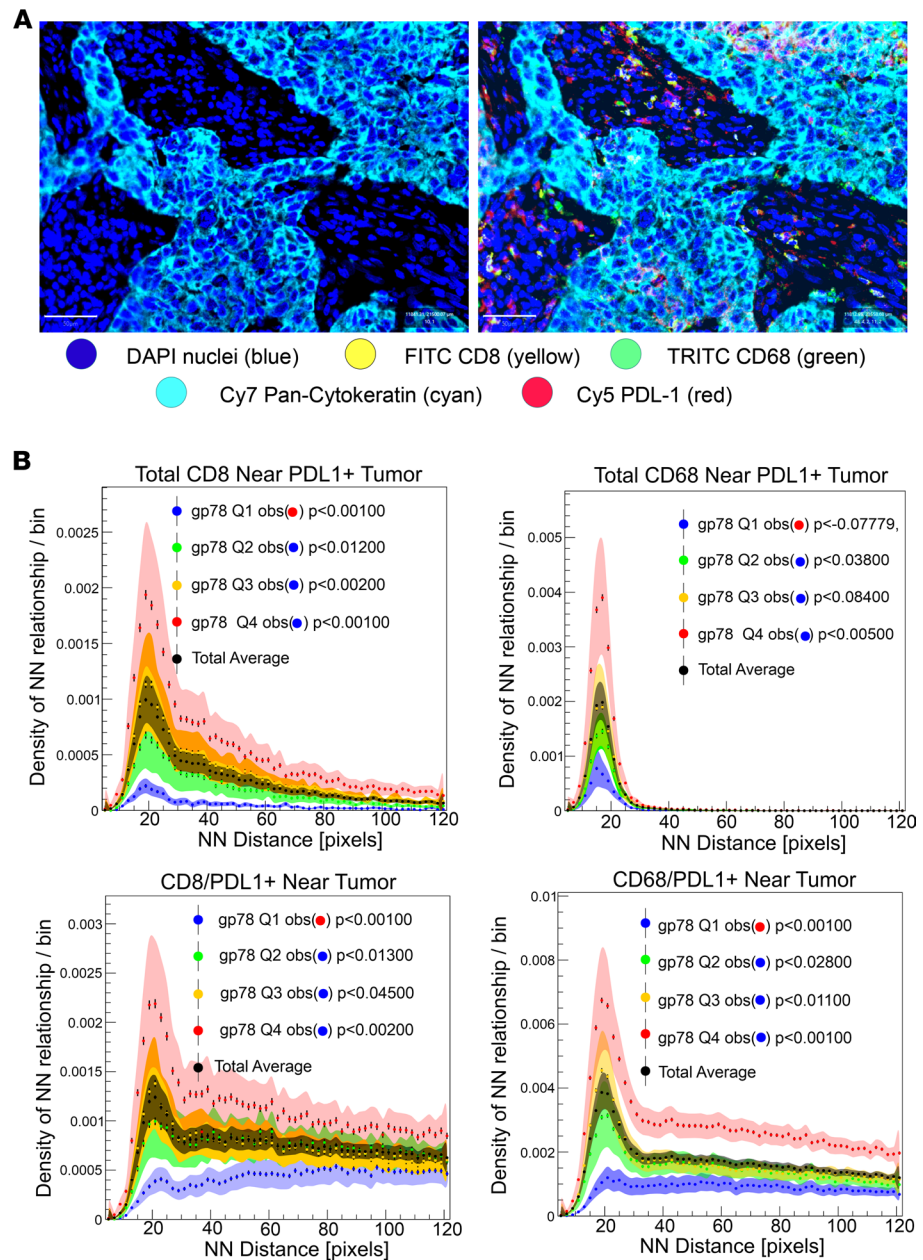 A
50μm
50μm
DAPI nuclei (blue)
FITC CD8 (yellow)
TRITC CD68 (green)
Cy7 Pan-Cytokeratin (cyan)
Cy5 PDL-1 (red)
B
Total CD8 Near PDL1+ Tumor
Density of NN relationship / bin
0.0025
0.002
0.0015
0.001
0.0005
0
gp78 Q1 obs(●) p<0.00100
gp78 Q2 obs(●) p<0.01200
gp78 Q3 obs(●) p<0.00200
gp78 Q4 obs(●) p<0.00100
Total Average
20 40 60 80 100 120
NN Distance [pixels]
Total CD68 Near PDL1+ Tumor
Density of NN relationship / bin
0.005
0.004
0.003
0.002
0.001
0
gp78 Q1 obs(●) p<-0.07779,
gp78 Q2 obs(●) p<0.03800
gp78 Q3 obs(●) p<0.08400
gp78 Q4 obs(●) p<0.00500
Total Average
20 40 60 80 100 120
NN Distance [pixels]
CD8/PDL1+ Near Tumor
Density of NN relationship / bin
0.003
0.0025
0.002
0.0015
0.001
0.0005
0
gp78 Q1 obs(●) p<0.00100
gp78 Q2 obs(●) p<0.01300
gp78 Q3 obs(●) p<0.04500
gp78 Q4 obs(●) p<0.00200
Total Average
20 40 60 80 100 120
NN Distance [pixels]
CD68/PDL1+ Near Tumor
Density of NN relationship / bin
0.01
0.008
0.006
0.004
0.002
0
gp78 Q1 obs(●) p<0.00100
gp78 Q2 obs(●) p<0.02800
gp78 Q3 obs(●) p<0.01100
gp78 Q4 obs(●) p<0.00100
Total Average
0 20 40 60 80 100 120
NN Distance [pixels]